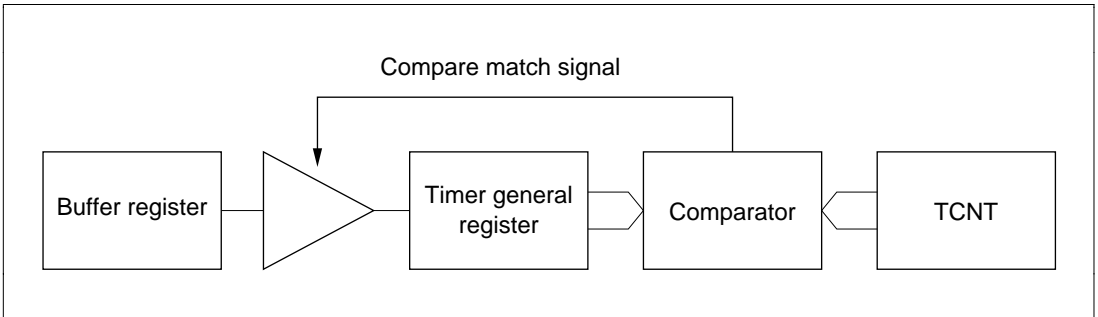 Compare match signal
Buffer register
Timer general
register
Comparator
TCNT